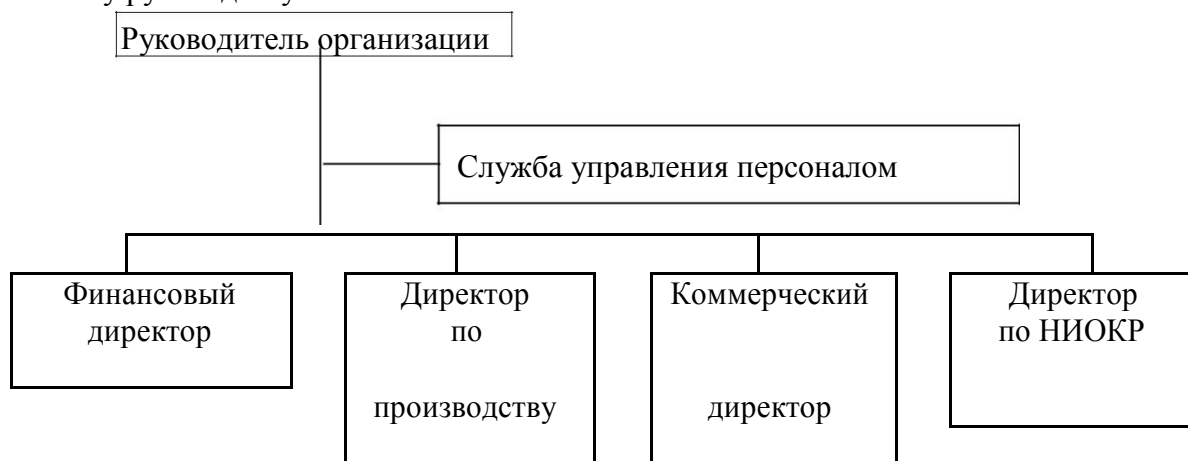 Руководитель организации
Служба управления персоналом
Финансовый
директор
Директор
по
производству
Коммерческий
директор
Директор
по НИОКР